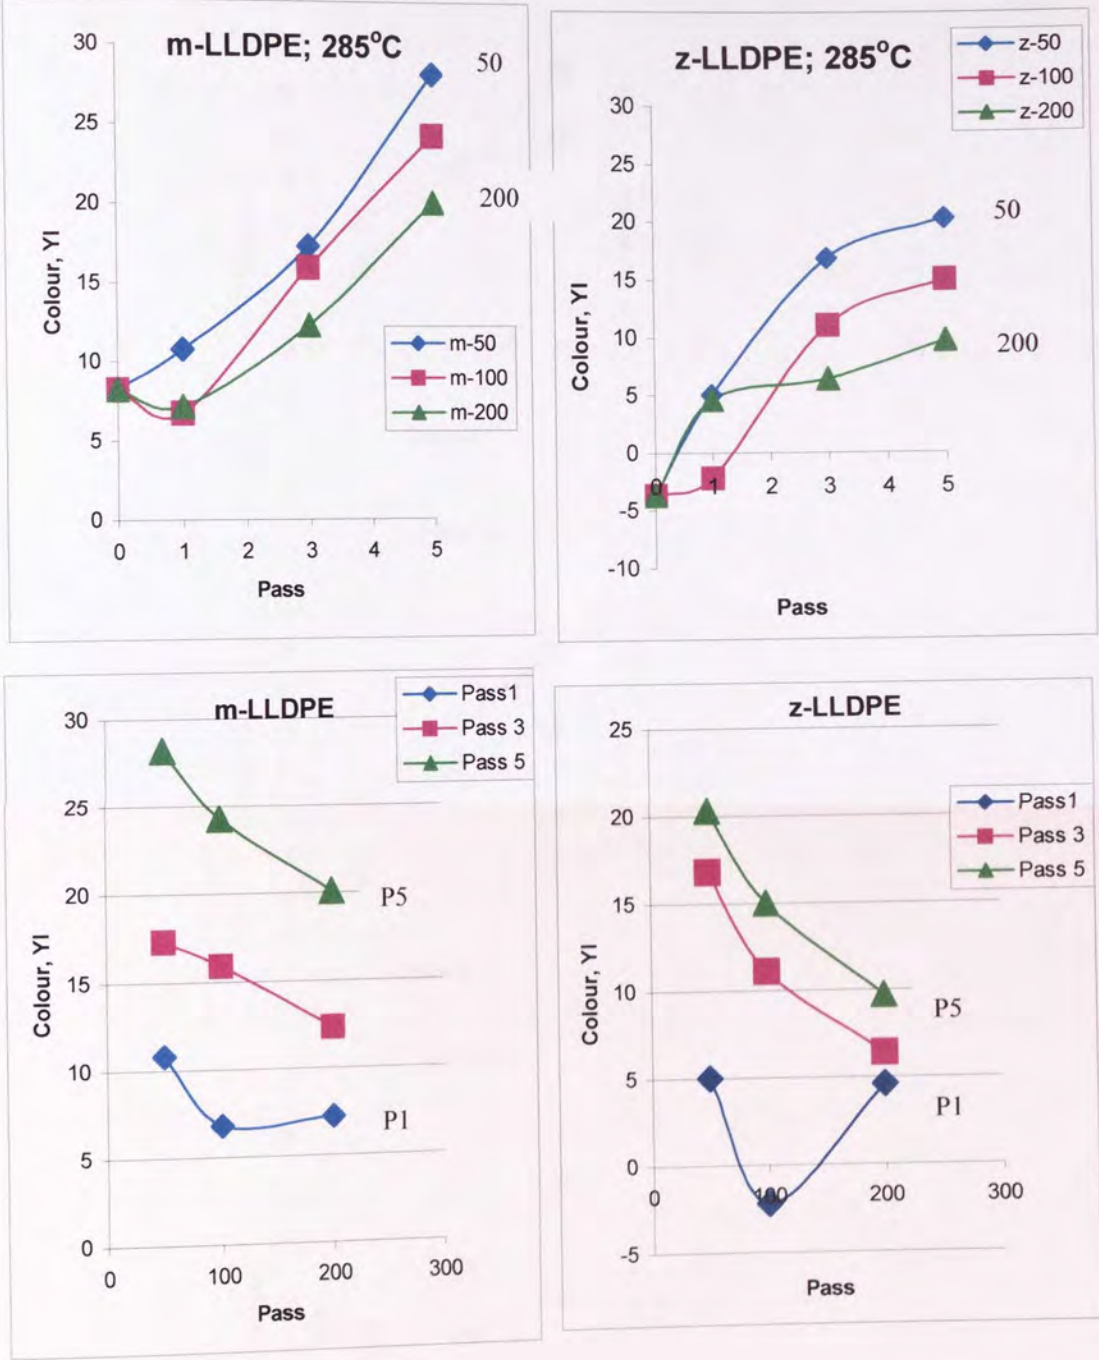 m-LLDPE; 285°C
30
25
20
15
10
5
0
Colour, YI
0 1 2 3 4 5
Pass
50
200
m-50
m-100
m-200
z-LLDPE; 285°C
z-50
z-100
z-200
30
25
20
15
10
5
0
-5
-10
Colour, YI
0 1 2 3 4 5
Pass
50
200
m-LLDPE
Pass1
Pass 3
Pass 5
30
25
20
15
10
5
0
Colour, YI
0 100 200 300
Pass
P5
P1
z-LLDPE
Pass1
Pass 3
Pass 5
25
20
15
10
5
0
-5
Colour, YI
0 100 200 300
Pass
P5
P1